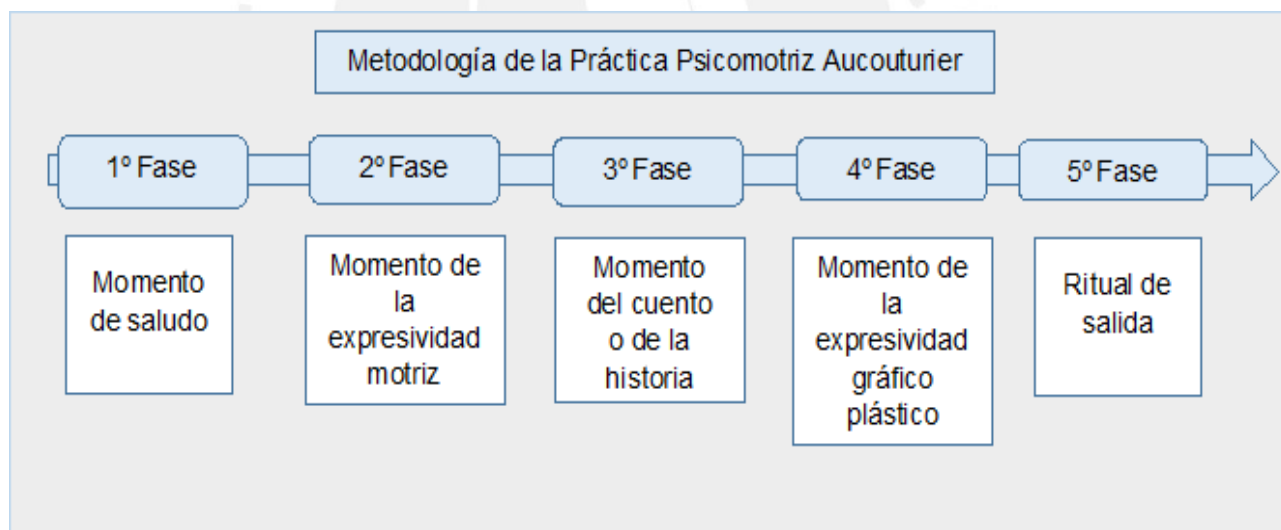 Metodología de la Práctica Psicomotriz Aucouturier
1º Fase
2º Fase
3º Fase
4º Fase
5º Fase
Momento
de saludo
Momento de
la
expresividad
motriz
Momento
del cuento
o de la
historia
Momento de
la
expresividad
gráfico
plástico
Ritual de
salida